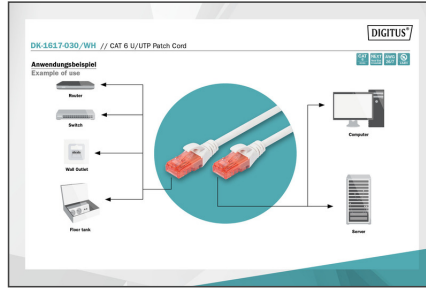 DIGITUS®
DK-1617-030/WH // CAT 6 U/UTP Patch Cord
Anwendungsbeispiel
Example of use
Router
Switch
Wall Outlet
Floor tank
Computer
Server